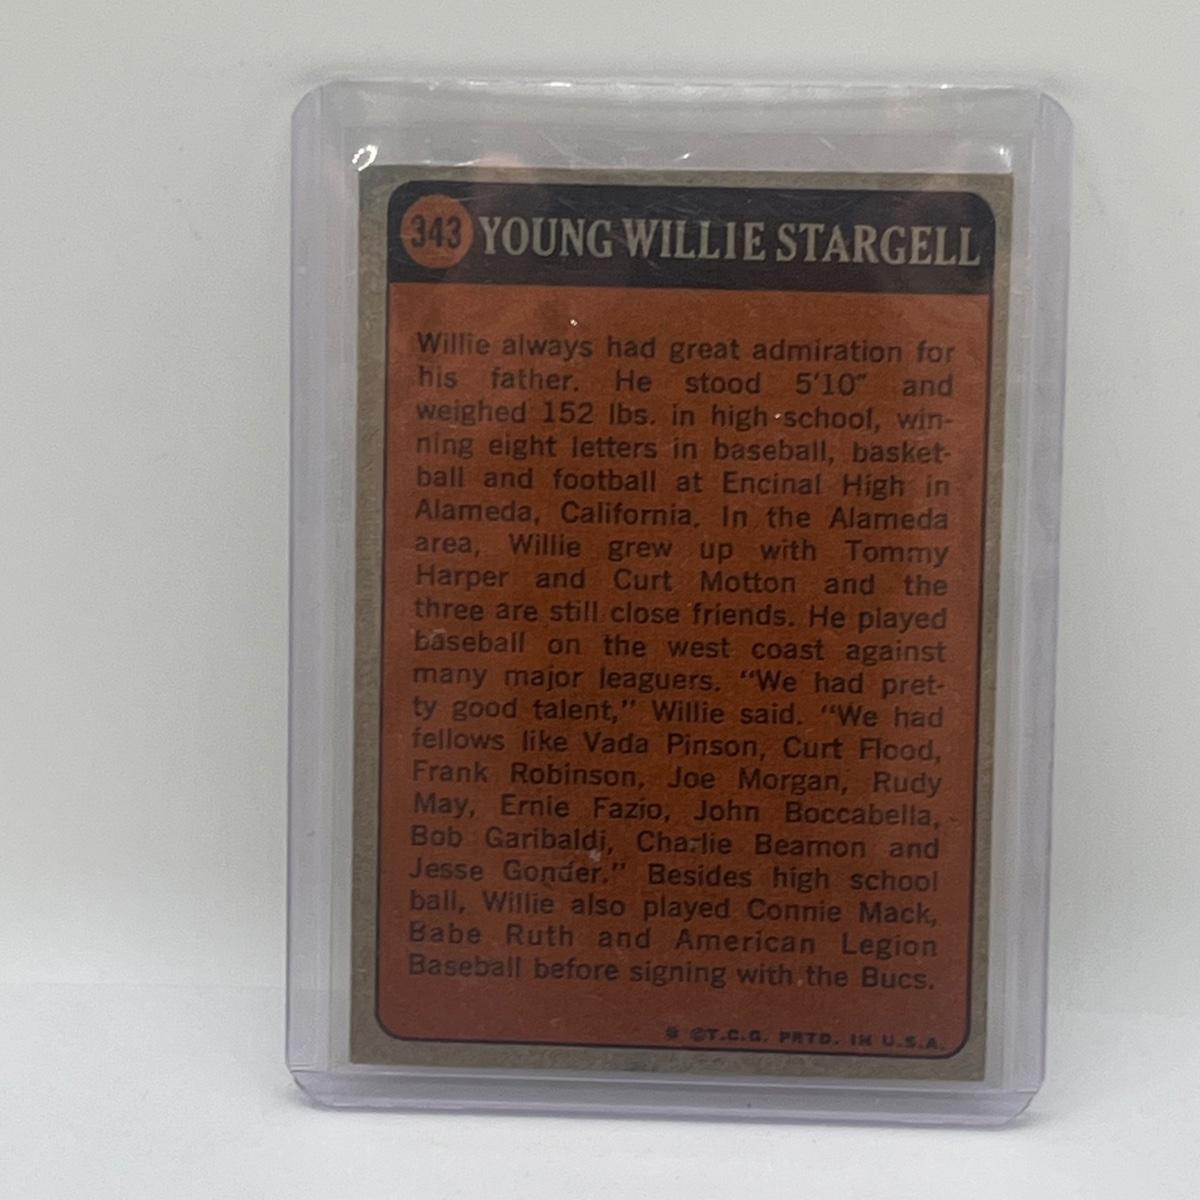 343 YOUNG WILLIE STARGELL
Willie always had great admiration for
his father. He stood 5'10" and
weighed 152 lbs. in high school, win-
ning eight letters in baseball, basket-
ball and football at Encinal High in
Alameda, California. In the Alameda
area, Willie grew up with Tommy
Harper and Curt Motton and the
three are still close friends. He played
baseball on the west coast against
many major leaguers. "We had pret-
ty good talent," Willie said. "We had
fellows like Vada Pinson, Curt Flood,
Frank Robinson, Joe Morgan, Rudy
May, Ernie Fazio, John Boccabella,
Bob Garibaldi, Charlie Beamon and
Jesse Gonder." Besides high school
ball, Willie also played Connie Mack,
Babe Ruth and American Legion
Baseball before signing with the Bucs.
* ©T.C.G. PRTD. IN U.S.A.